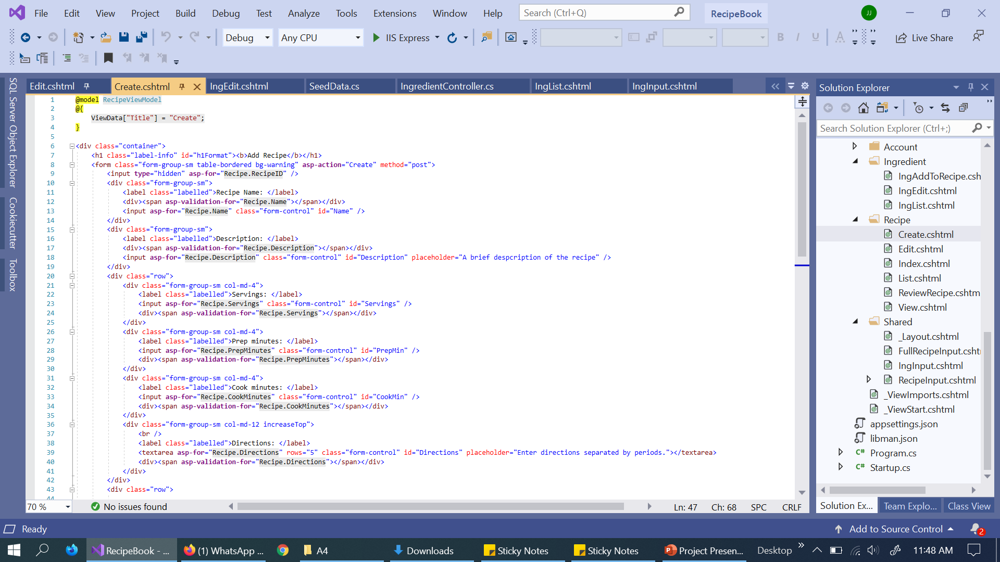 File Edit View Project Build Debug Test Analyze Tools Extensions Window Help Search (Ctrl+Q) RecipeBook JJ
Debug Any CPU IIS Express B I U A Live Share
Edit.cshtml Create.cshtml IngEdit.cshtml SeedData.cs IngredientController.cs IngList.cshtml IngInput.cshtml
SQL Server Object Explorer
Cookiecutter
Toolbox
1 @model RecipeViewModel
2 @{
3 ViewData["Title"] = "Create";
4 }
5
6 <div class="container">
7 <h1 class="label-info" id="h1Format"><b>Add Recipe</b></h1>
8 <form class="form-group-sm table-bordered bg-warning" asp-action="Create" method="post">
9 <input type="hidden" asp-for="Recipe.RecipeID" />
10 <div class="form-group-sm">
11 <label class="labelled">Recipe Name: </label>
12 <div><span asp-validation-for="Recipe.Name"></span></div>
13 <input asp-for="Recipe.Name" class="form-control" id="Name" />
14 </div>
15 <div class="form-group-sm">
16 <label class="labelled">Description: </label>
17 <div><span asp-validation-for="Recipe.Description"></span></div>
18 <input asp-for="Recipe.Description" class="form-control" id="Description" placeholder="A brief despcription of the recipe" />
19 </div>
20 <div class="row">
21 <div class="form-group-sm col-md-4">
22 <label class="labelled">Servings: </label>
23 <input asp-for="Recipe.Servings" class="form-control" id="Servings" />
24 <div><span asp-validation-for="Recipe.Servings"></span></div>
25 </div>
26 <div class="form-group-sm col-md-4">
27 <label class="labelled">Prep minutes: </label>
28 <input asp-for="Recipe.PrepMinutes" class="form-control" id="PrepMin" />
29 <div><span asp-validation-for="Recipe.PrepMinutes"></span></div>
30 </div>
31 <div class="form-group-sm col-md-4">
32 <label class="labelled">Cook minutes: </label>
33 <input asp-for="Recipe.CookMinutes" class="form-control" id="CookMin" />
34 <div><span asp-validation-for="Recipe.CookMinutes"></span></div>
35 </div>
36 <div class="form-group-sm col-md-12 increaseTop">
37 <br />
38 <label class="labelled">Directions: </label>
39 <textarea asp-for="Recipe.Directions" rows="5" class="form-control" id="Directions" placeholder="Enter directions separated by periods."></textarea>
40 <div><span asp-validation-for="Recipe.Directions"></span></div>
41 </div>
42 </div>
43 <div class="row">
44
70 % No issues found Ln: 47 Ch: 68 SPC CRLF
Solution Explorer
Search Solution Explorer (Ctrl+;)
Account
Ingredient
IngAddToRecipe.csh
IngEdit.cshtml
IngList.cshtml
Recipe
Create.cshtml
Edit.cshtml
Index.cshtml
List.cshtml
ReviewRecipe.cshtm
View.cshtml
Shared
_Layout.cshtml
FullRecipeInput.csht
IngInput.cshtml
RecipeInput.cshtml
_ViewImports.cshtml
_ViewStart.cshtml
appsettings.json
libman.json
C# Program.cs
C# Startup.cs
Solution Ex... Team Explo... Class View
Ready Add to Source Control 2
RecipeBook - ... (1) WhatsApp ... A4 Downloads Sticky Notes Sticky Notes Project Presen... Desktop 11:48 AM